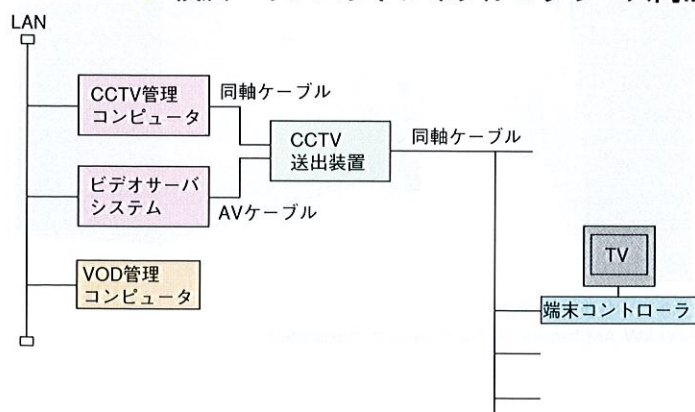 LAN
CCTV管理
コンピュータ
同軸ケーブル
CCTV
送出装置
同軸ケーブル
ビデオサーバ
システム
AVケーブル
VOD管理
コンピュータ
TV
端末コントローラ